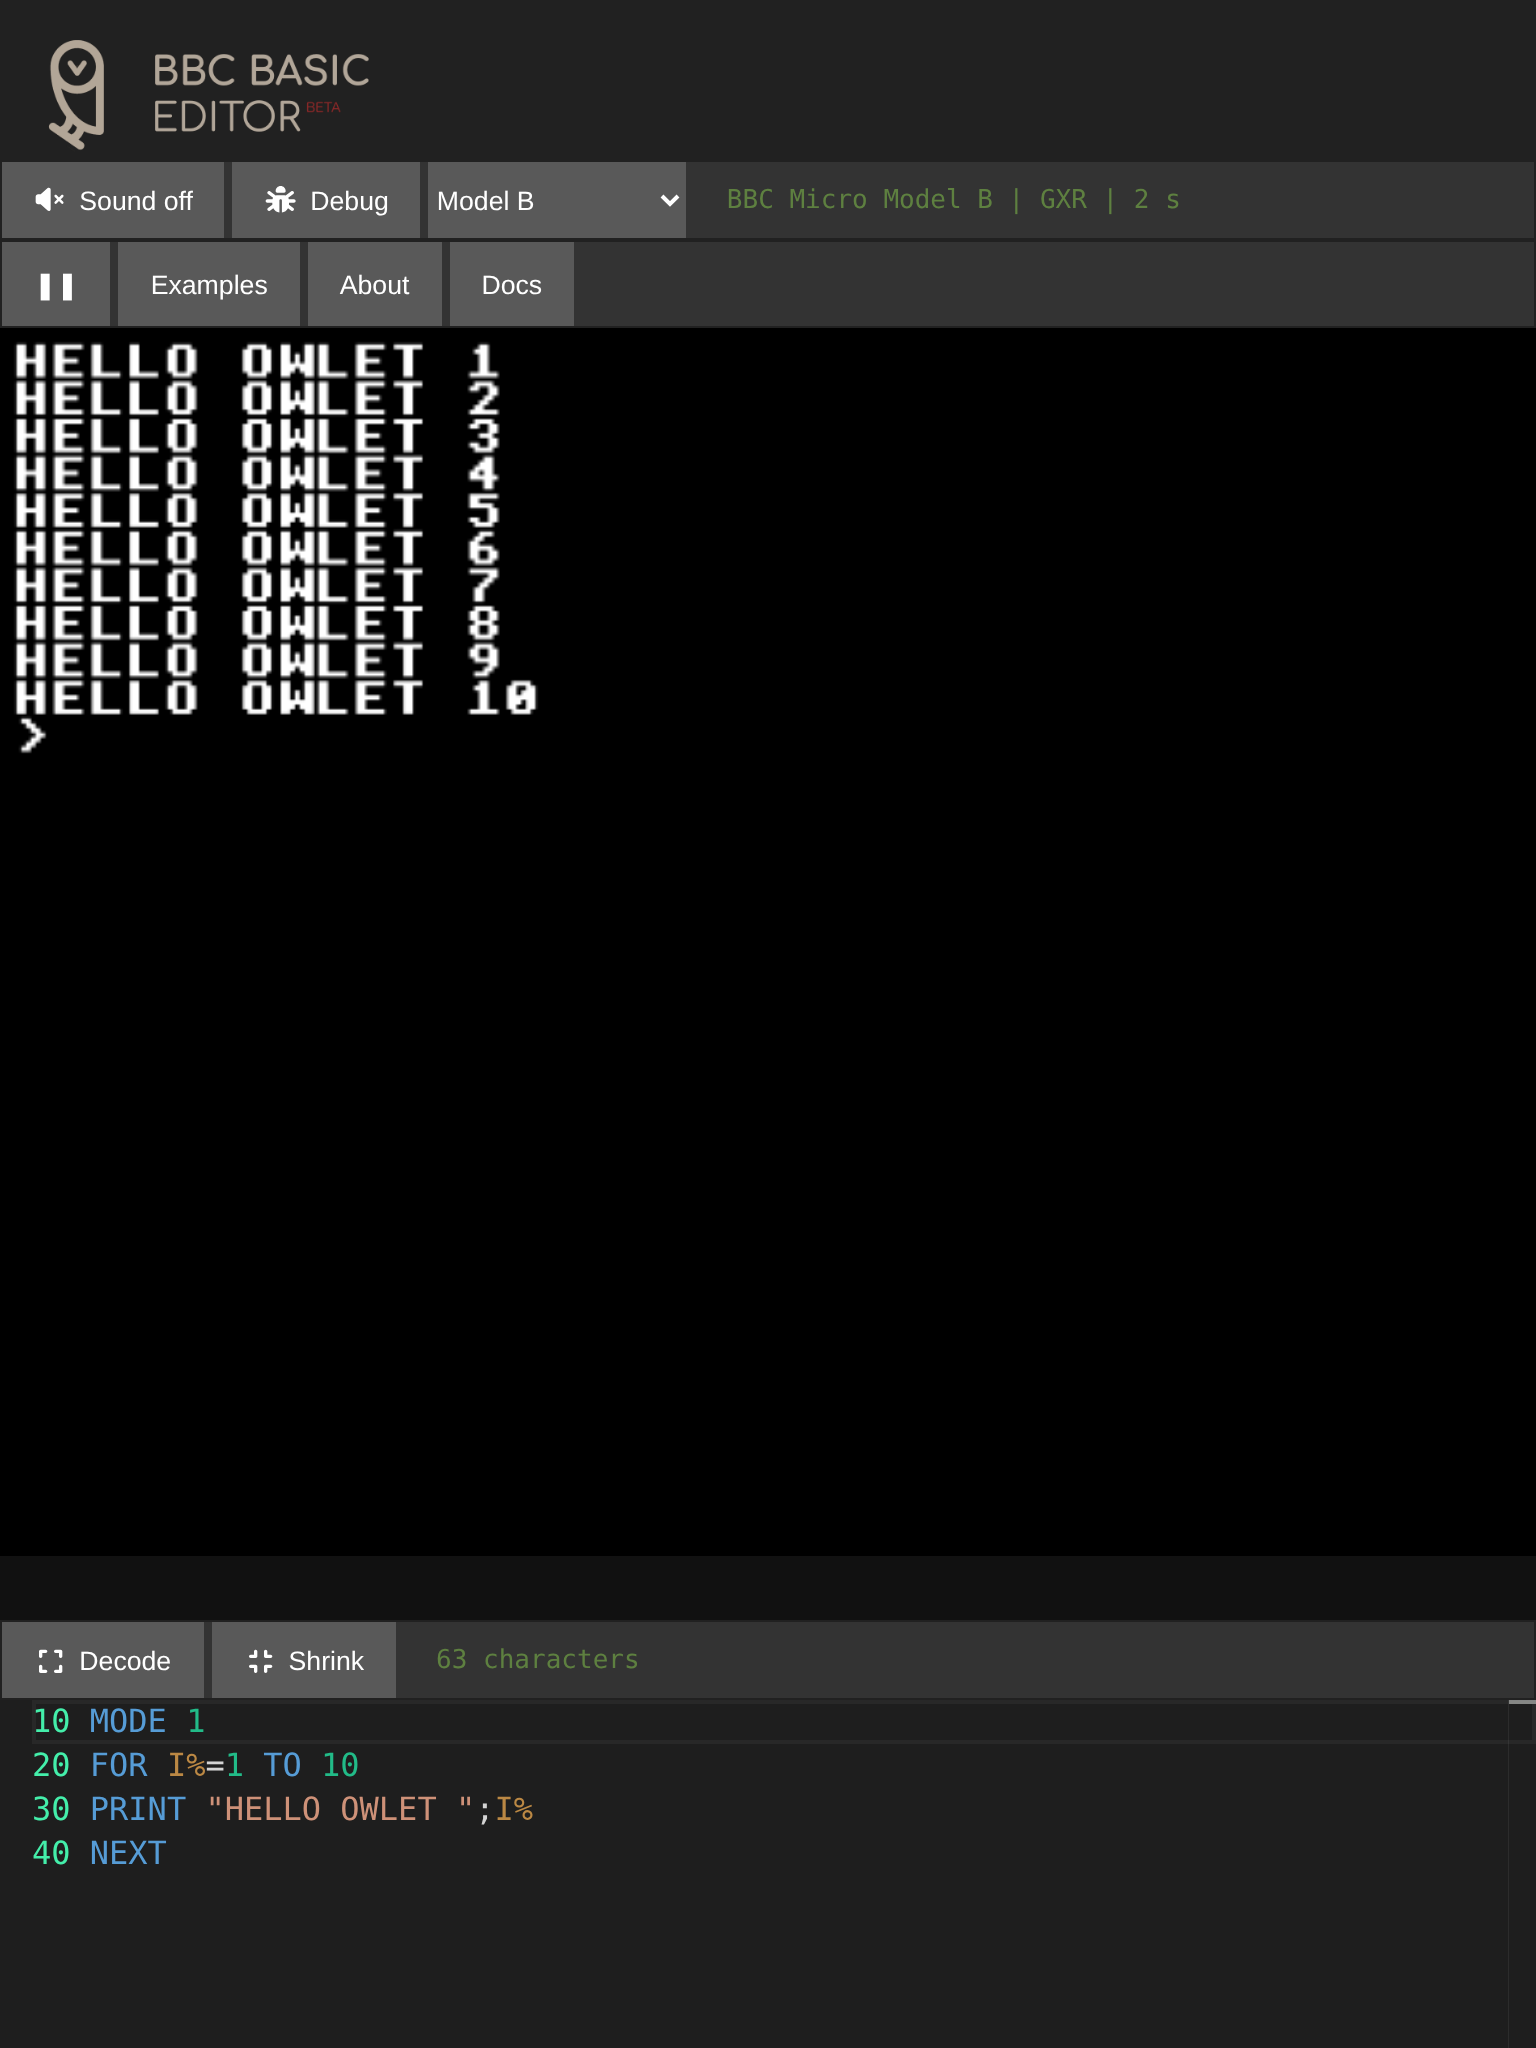 BBC BASIC
EDITOR BETA
Sound off Debug Model B BBC Micro Model B | GXR | 2 s
Examples About Docs
HELLO OWLET 1
HELLO OWLET 2
HELLO OWLET 3
HELLO OWLET 4
HELLO OWLET 5
HELLO OWLET 6
HELLO OWLET 7
HELLO OWLET 8
HELLO OWLET 9
HELLO OWLET 10
>
Decode Shrink 63 characters
10 MODE 1
20 FOR I%=1 TO 10
30 PRINT "HELLO OWLET ";I%
40 NEXT